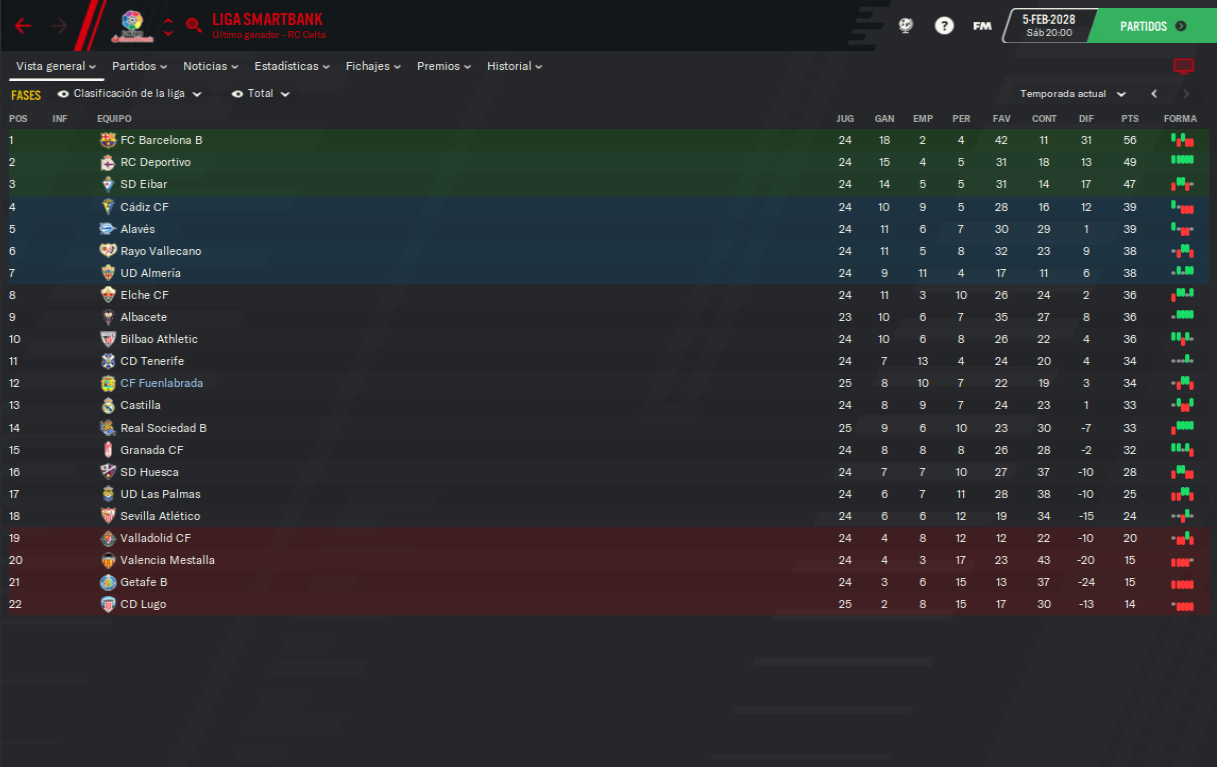 LIGA SMARTBANK
Último ganador - RC Celta
? FM 5-FEB-2028 PARTIDOS
Sáb 20:00
Vista general Partidos Noticias Estadísticas Fichajes Premios Historial
FASES Clasificación de la liga Total Temporada actual
POS INF EQUIPO JUG GAN EMP PER FAV CONT DIF PTS FORMA
1 FC Barcelona B 24 18 2 4 42 11 31 56
2 RC Deportivo 24 15 4 5 31 18 13 49
3 SD Eibar 24 14 5 5 31 14 17 47
4 Cádiz CF 24 10 9 5 28 16 12 39
5 Alavés 24 11 6 7 30 29 1 39
6 Rayo Vallecano 24 11 5 8 32 23 9 38
7 UD Almería 24 9 11 4 17 11 6 38
8 Elche CF 24 11 3 10 26 24 2 36
9 Albacete 23 10 6 7 35 27 8 36
10 Bilbao Athletic 24 10 6 8 26 22 4 36
11 CD Tenerife 24 7 13 4 24 20 4 34
12 CF Fuenlabrada 25 8 10 7 22 19 3 34
13 Castilla 24 8 9 7 24 23 1 33
14 Real Sociedad B 25 9 6 10 23 30 -7 33
15 Granada CF 24 8 8 8 26 28 -2 32
16 SD Huesca 24 7 7 10 27 37 -10 28
17 UD Las Palmas 24 6 7 11 28 38 -10 25
18 Sevilla Atlético 24 6 6 12 19 34 -15 24
19 Valladolid CF 24 4 8 12 12 22 -10 20
20 Valencia Mestalla 24 4 3 17 23 43 -20 15
21 Getafe B 24 3 6 15 13 37 -24 15
22 CD Lugo 25 2 8 15 17 30 -13 14